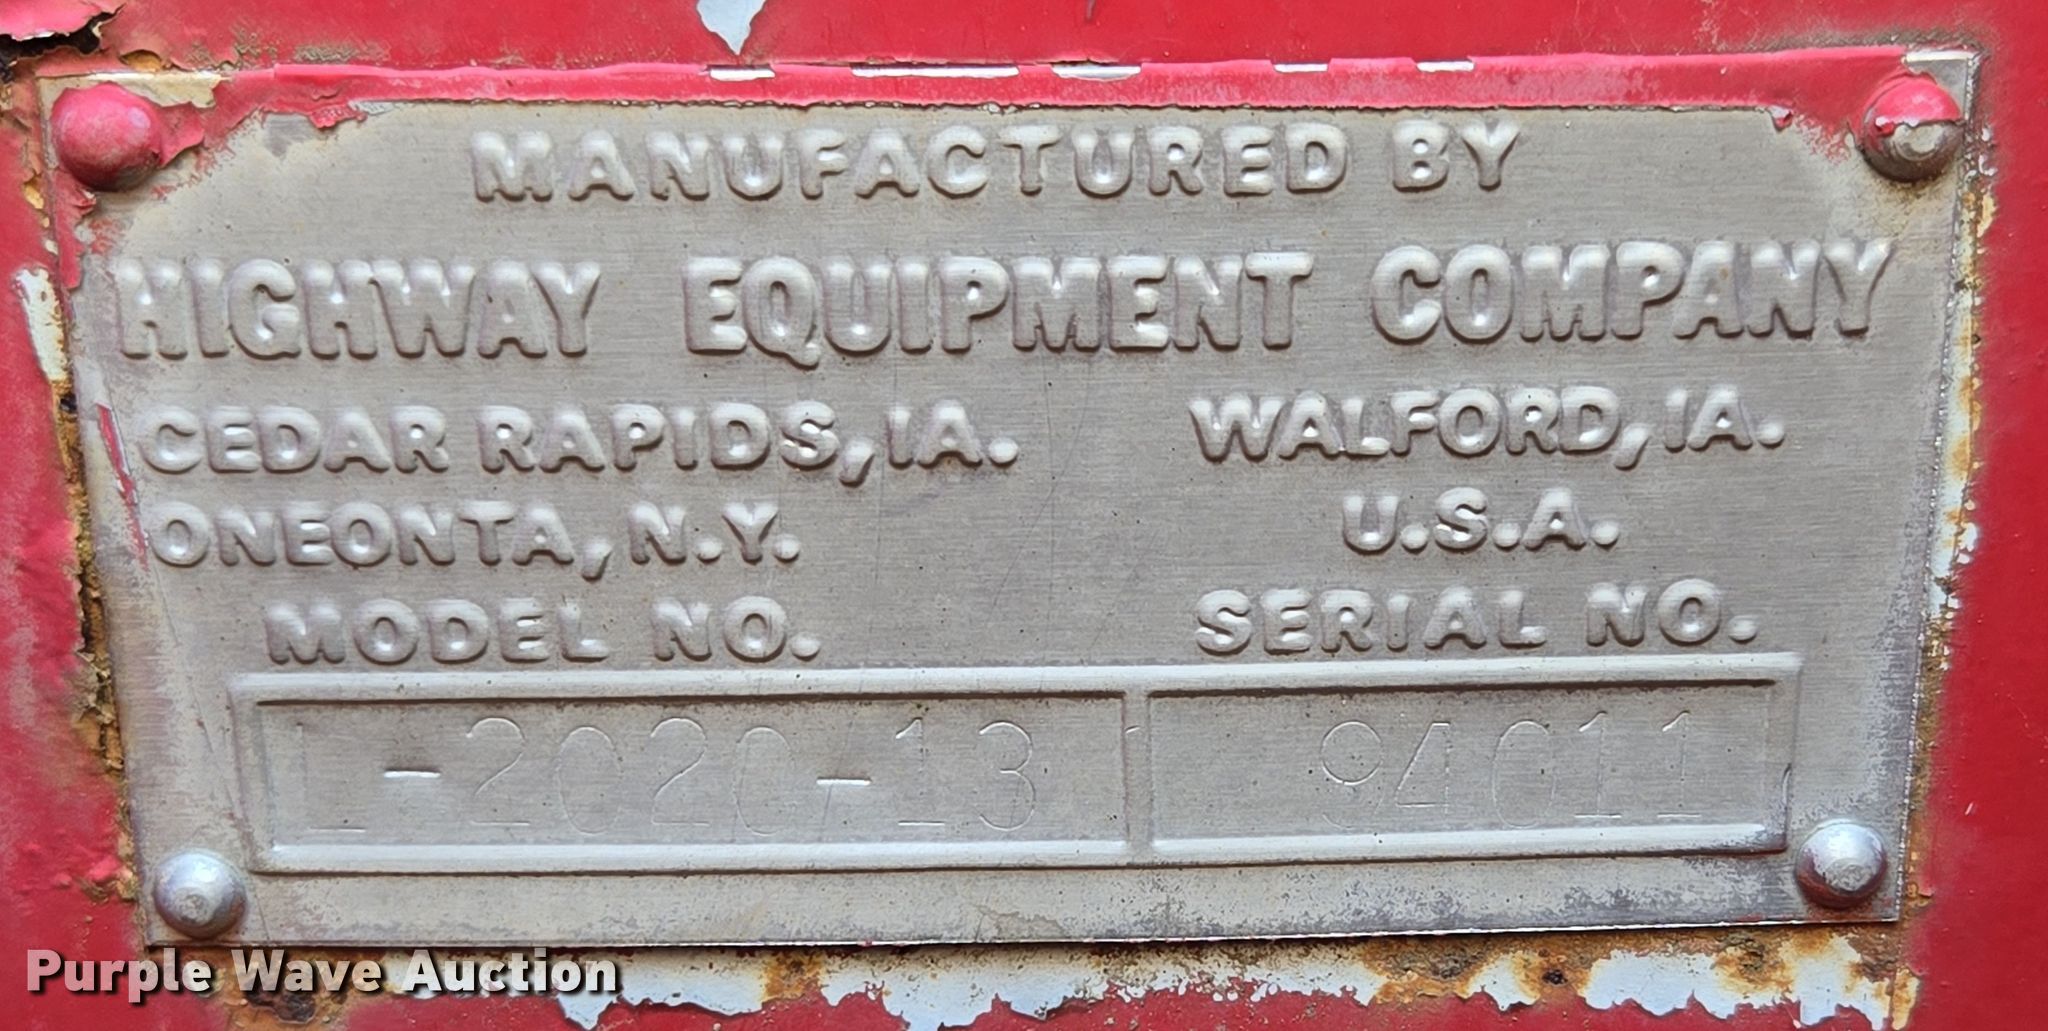 MANUFACTURED BY
HIGHWAY EQUIPMENT COMPANY
CEDAR RAPIDS, IA. WALFORD, IA.
ONEONTA, N.Y. U.S.A.
MODEL NO. SERIAL NO.
L-2020-13 94011
Purple Wave Auction